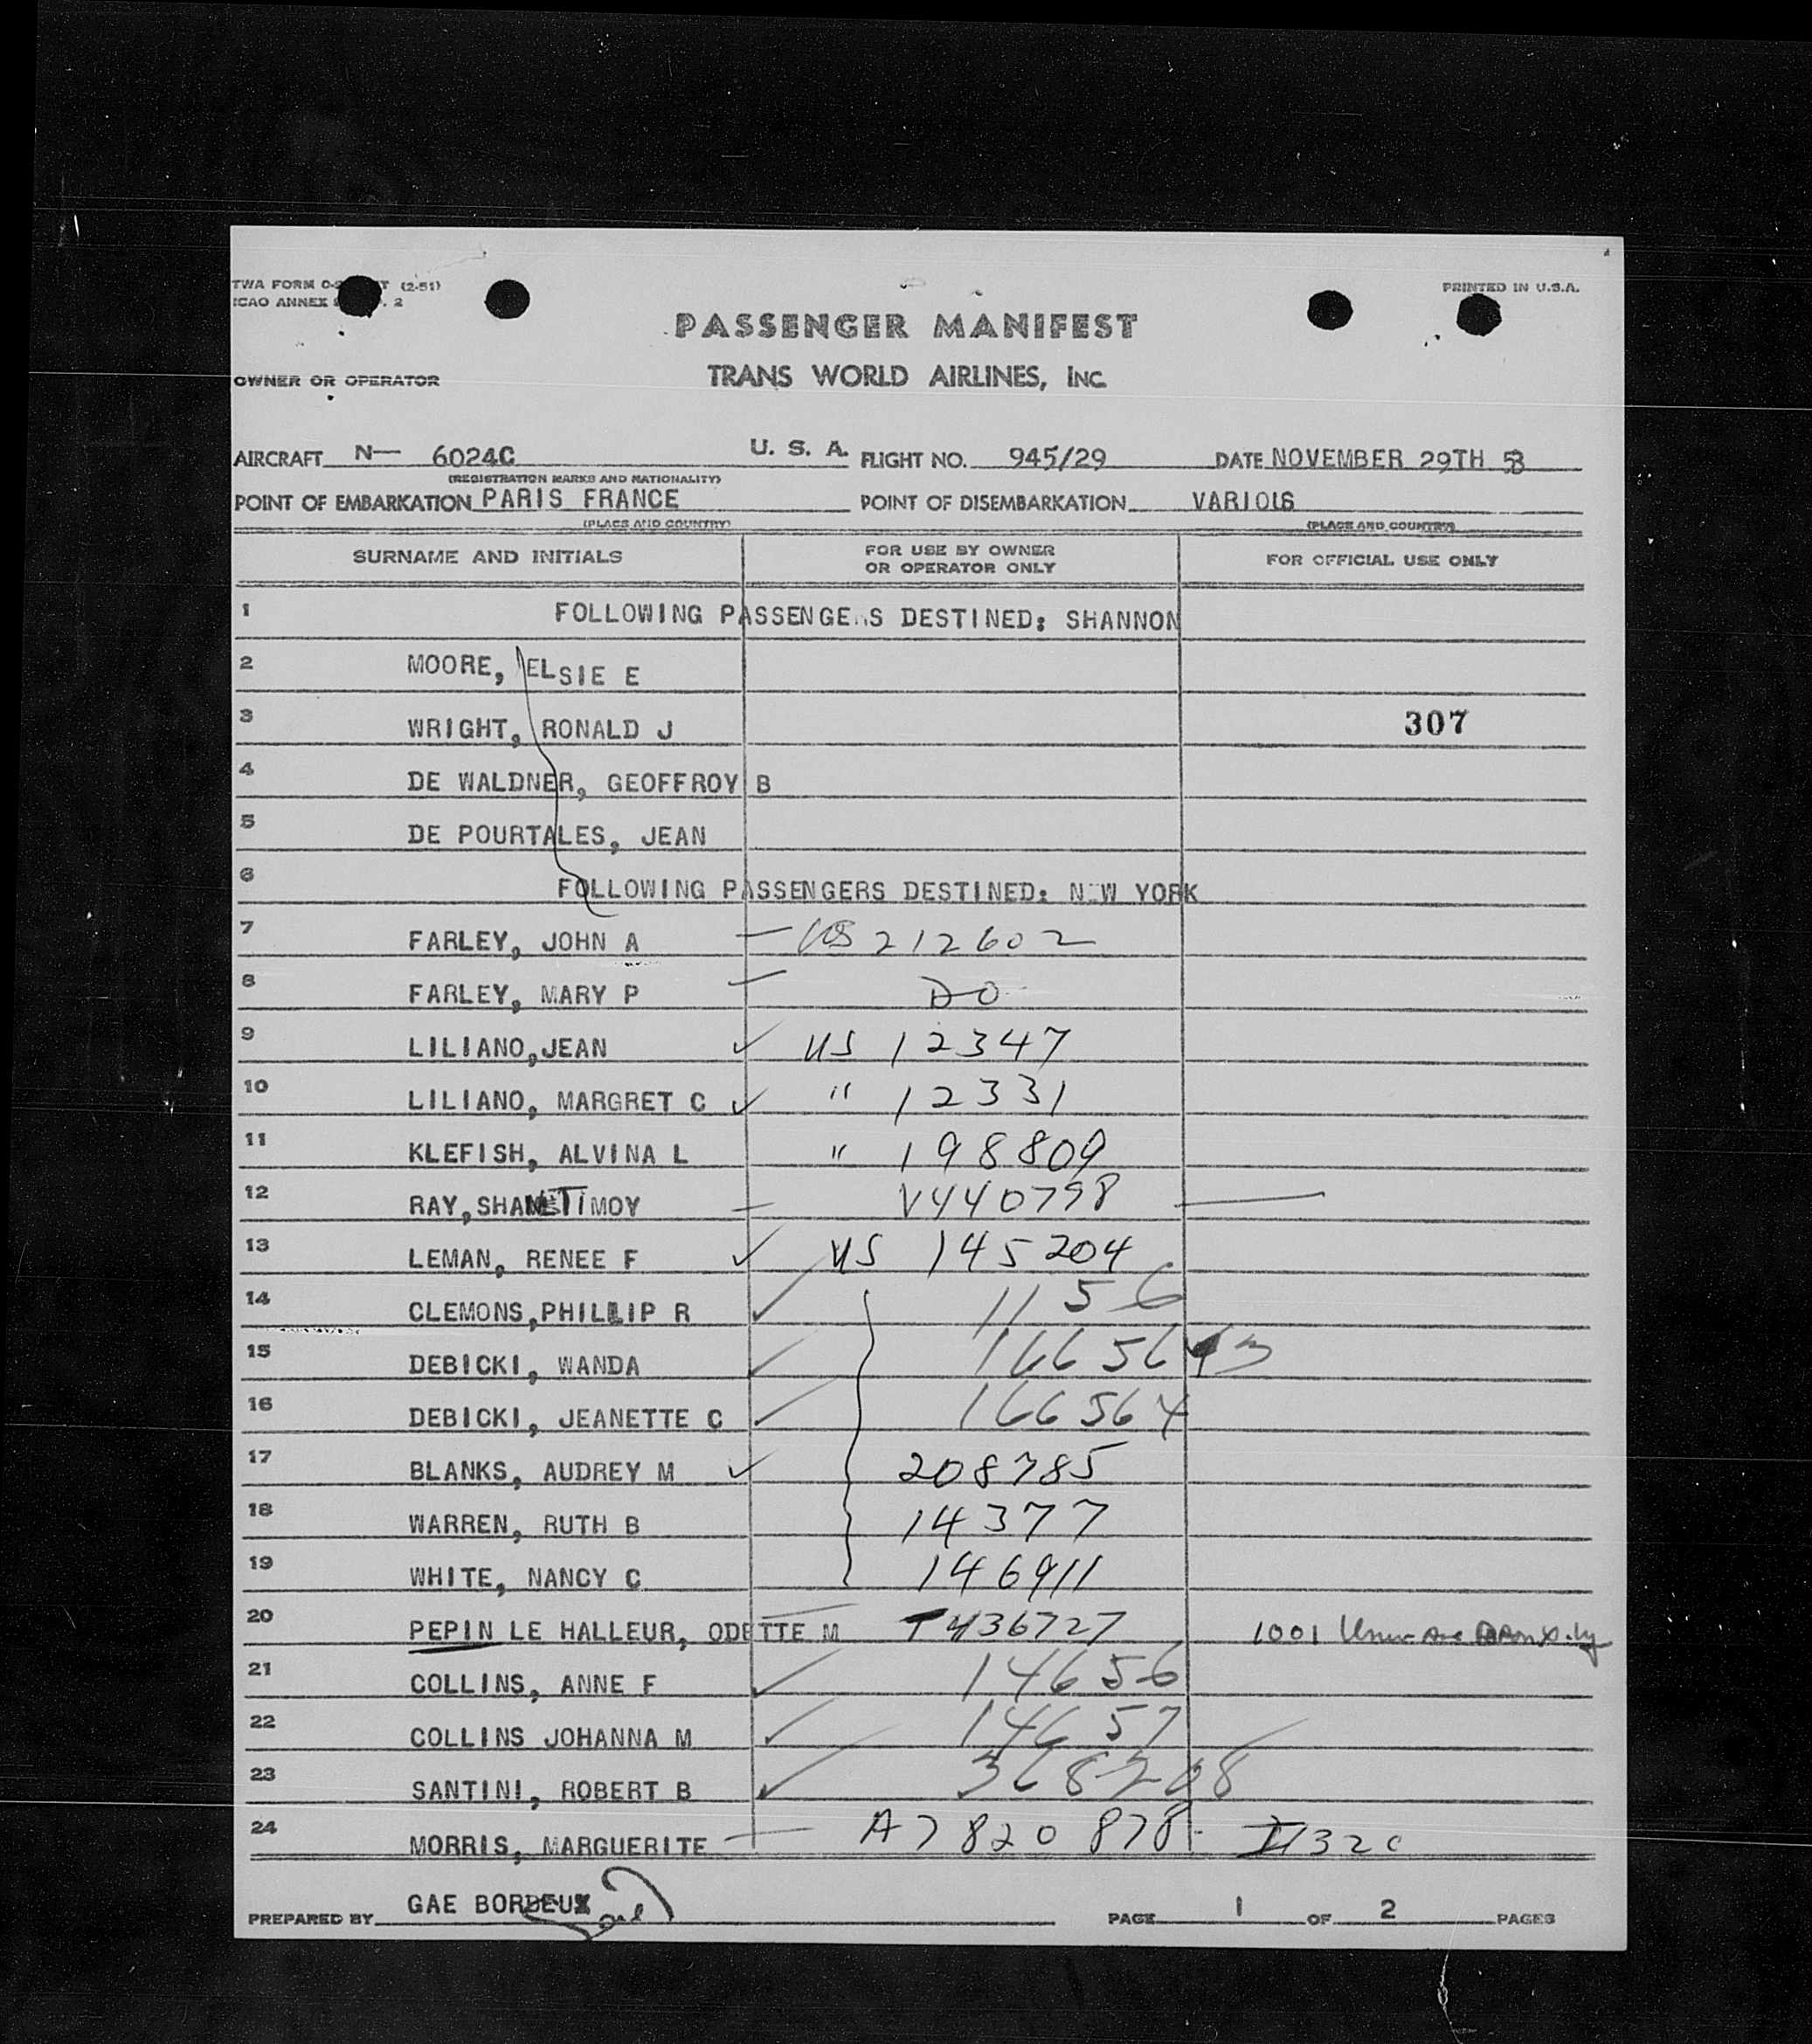 TWA FORM (2-51)
ICAO ANNEX 2
PRINTED IN U.S.A.
PASSENGER MANIFEST
OWNER OR OPERATOR
TRANS WORLD AIRLINES, INC.
AIRCRAFT N— 6024C U. S. A. FLIGHT NO. 945/29 DATE NOVEMBER 29TH
(REGISTRATION MARKS AND NATIONALITY)
POINT OF EMBARKATION PARIS FRANCE POINT OF DISEMBARKATION
(PLACE AND COUNTRY) (PLACE AND COUNTRY)
SURNAME AND INITIALS FOR USE BY OWNER OR OPERATOR ONLY FOR OFFICIAL USE ONLY
1 FOLLOWING PASSENGERS DESTINED: SHANNON
2 MOORE, ELSIE E
3 WRIGHT, RONALD J 307
4 DE WALDNER, GEOFFROY B
5 DE POURTALES, JEAN
6 FOLLOWING PASSENGERS DESTINED: NEW YORK
7 FARLEY, JOHN A — US 212602
8 FARLEY, MARY P — DO
9 LILIANO,JEAN ✓ US 12347
10 LILIANO, MARGRET C ✓ " 12331
11 KLEFISH, ALVINA L " 198809
12 RAY, — V440798 —
13 LEMAN, RENEE F ✓ US 145204
14 CLEMONS,PHILLIP R ✓ 1156
15 DEBICKI, WANDA ✓
16 DEBICKI, JEANETTE C ✓ 166564
17 BLANKS, AUDREY M ✓ 208785
18 WARREN, RUTH B 14377
19 WHITE, NANCY C 146911
20 PEPIN LE HALLEUR, ODETTE M — 1001
21 COLLINS, ANNE F ✓ 14656
22 COLLINS JOHANNA M ✓ 14657
23 SANTINI, ROBERT B ✓ 368208
24 MORRIS, MARGUERITE — A7820878
PREPARED BY GAE BORDEUX PAGE 1 OF 2 PAGES